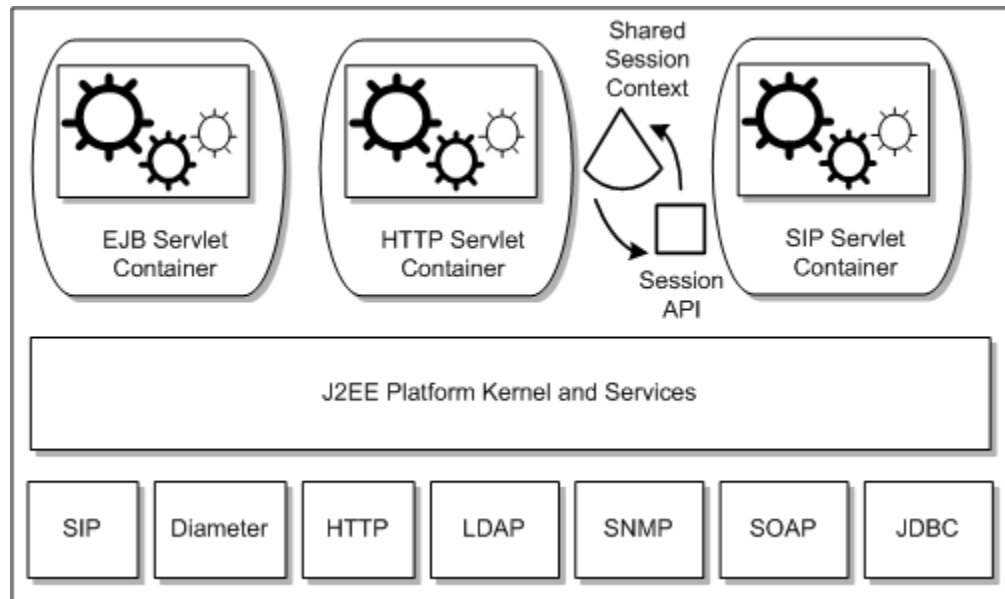 Shared
Session
Context
EJB Servlet
Container
HTTP Servlet
Container
Session
API
SIP Servlet
Container
J2EE Platform Kernel and Services
SIP
Diameter
HTTP
LDAP
SNMP
SOAP
JDBC